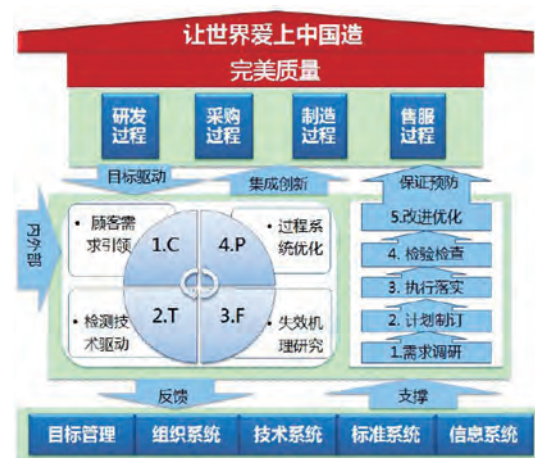 让世界爱上中国造
完美质量
研发
过程
采购
过程
制造
过程
售服
过程
目标驱动
集成创新
保证预防
内外部
• 顾客需
求引领
1.C
4.P
• 过程系
统优化
• 检测技
术驱动
2.T
3.F
• 失效机
理研究
5.改进优化
4. 检验检查
3. 执行落实
2. 计划制订
1.需求调研
反馈
支撑
目标管理
组织系统
技术系统
标准系统
信息系统